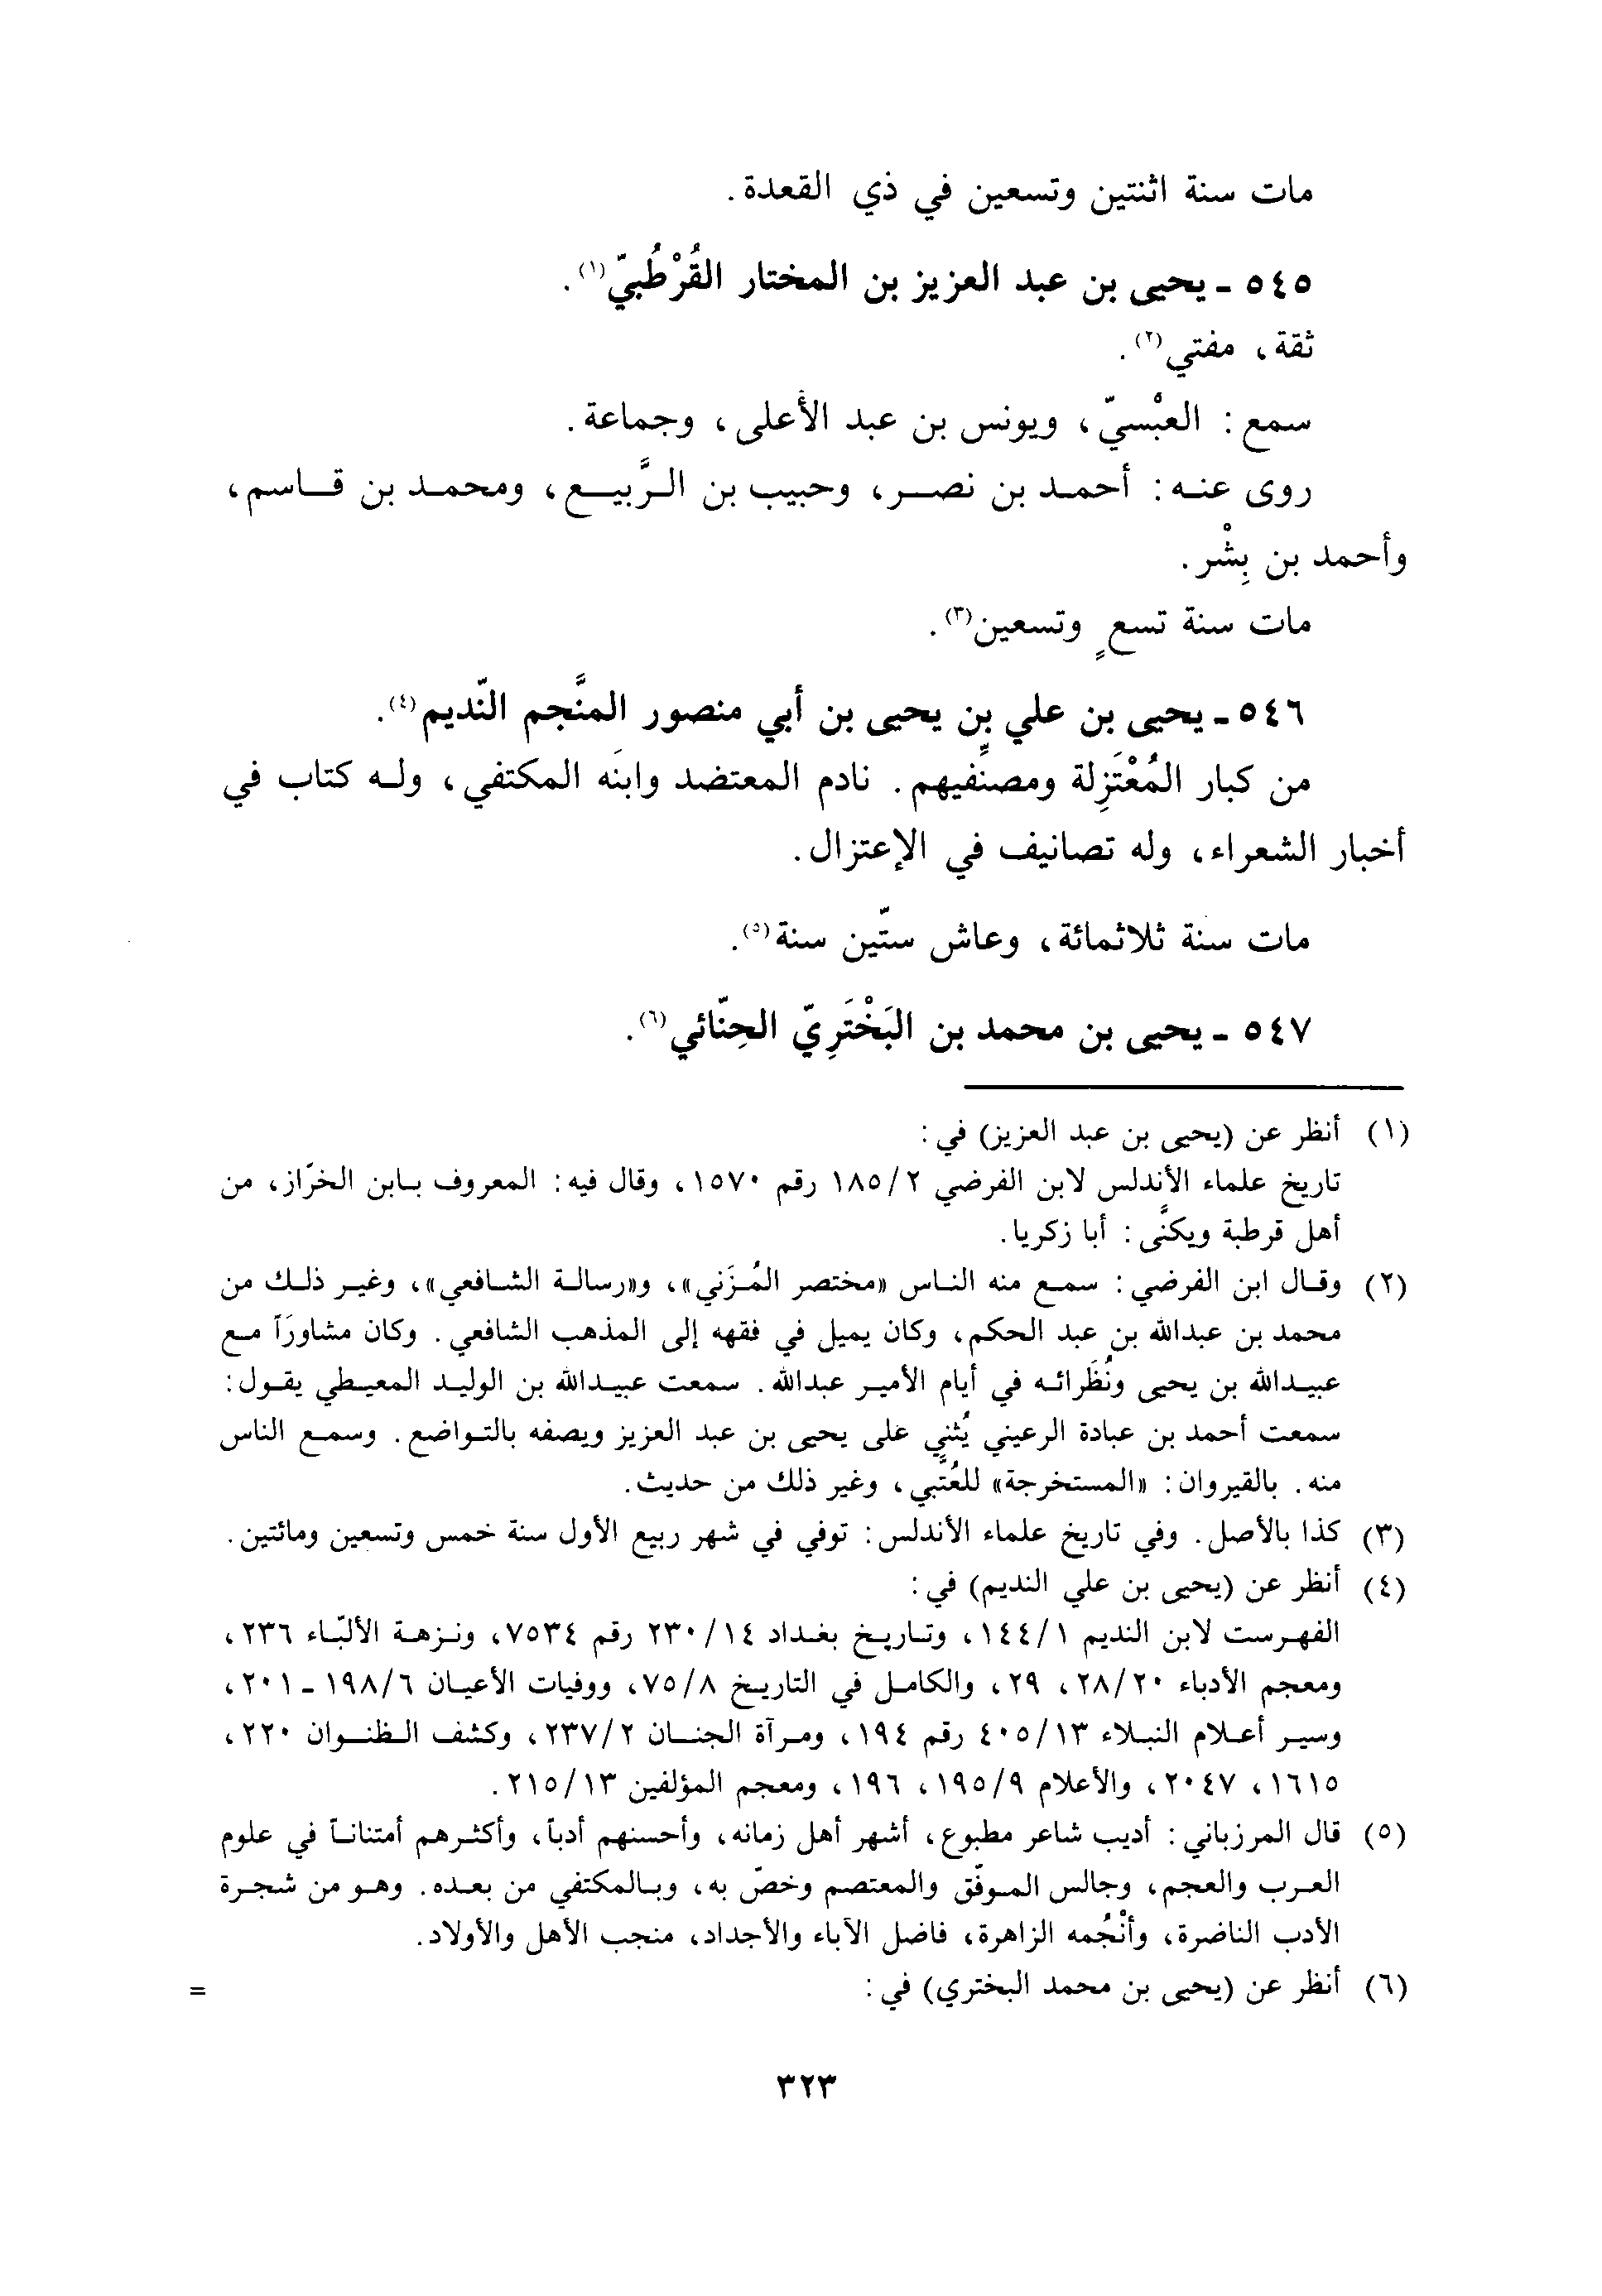 مات سنة اثنتين وتسعين في ذي القعدة.
٥٤٥ - يحيى بن عبد العزيز بن المختار القُرْطُبيّ(١).
ثقة، مفتي(٢).
سمع: العبْسيّ، ويونس بن عبد الأعلى، وجماعة.
روى عنه: أحمد بن نصر، وحبيب بن الرَّبيع، ومحمد بن قاسم،
وأحمد بن بِشْر.
مات سنة تسعٍ وتسعين(٣).
٥٤٦ - يحيى بن علي بن يحيى بن أبي منصور المنَّجم النّديم(٤).
من كبار المُعْتَزِلة ومصنِّفيهم. نادم المعتضد وابنَه المكتفي، وله كتاب في
أخبار الشعراء، وله تصانيف في الإعتزال.
مات سنة ثلاثمائة، وعاش ستّين سنة(٥).
٥٤٧ - يحيى بن محمد بن البَخْتَرِيّ الحِنّائي(٦).
(١) أنظر عن (يحيى بن عبد العزيز) في:
تاريخ علماء الأندلس لابن الفرضي ١٨٥/٢ رقم ١٥٧٠، وقال فيه: المعروف بابن الخرّاز، من
أهل قرطبة ويكنَّى: أبا زكريا.
(٢) وقال ابن الفرضي: سمع منه الناس «مختصر المُزَني»، و«رسالة الشافعي»، وغير ذلك من
محمد بن عبدالله بن عبد الحكم، وكان يميل في فقهه إلى المذهب الشافعي. وكان مشاورَاً مع
عبيدالله بن يحيى ونُظَرائه في أيام الأمير عبدالله. سمعت عبيدالله بن الوليد المعيطي يقول:
سمعت أحمد بن عبادة الرعيني يُثني على يحيى بن عبد العزيز ويصفه بالتواضع. وسمع الناس
منه. بالقيروان: «المستخرجة» للعُتْبي، وغير ذلك من حديث.
(٣) كذا بالأصل. وفي تاريخ علماء الأندلس: توفي في شهر ربيع الأول سنة خمس وتسعين ومائتين.
(٤) أنظر عن (يحيى بن علي النديم) في:
الفهرست لابن النديم ١٤٤/١، وتاريخ بغداد ٢٣٠/١٤ رقم ٧٥٣٤، ونزهة الألبّاء ٢٣٦،
ومعجم الأدباء ٢٨/٢٠، ٢٩، والكامل في التاريخ ٧٥/٨، ووفيات الأعيان ١٩٨/٦ - ٢٠١،
وسير أعلام النبلاء ٤٠٥/١٣ رقم ١٩٤، ومرآة الجنان ٢٣٧/٢، وكشف الظنوان ٢٢٠،
١٦١٥، ٢٠٤٧، والأعلام ١٩٥/٩، ١٩٦، ومعجم المؤلفين ٢١٥/١٣.
(٥) قال المرزباني: أديب شاعر مطبوع، أشهر أهل زمانه، وأحسنهم أدباً، وأكثرهم أمتناناً في علوم
العرب والعجم، وجالس الموفّق والمعتصم وخصّ به، وبالمكتفي من بعده. وهو من شجرة
الأدب الناضرة، وأنْجُمه الزاهرة، فاضل الآباء والأجداد، منجب الأهل والأولاد.
(٦) أنظر عن (يحيى بن محمد البختري) في: =
٣٢٣